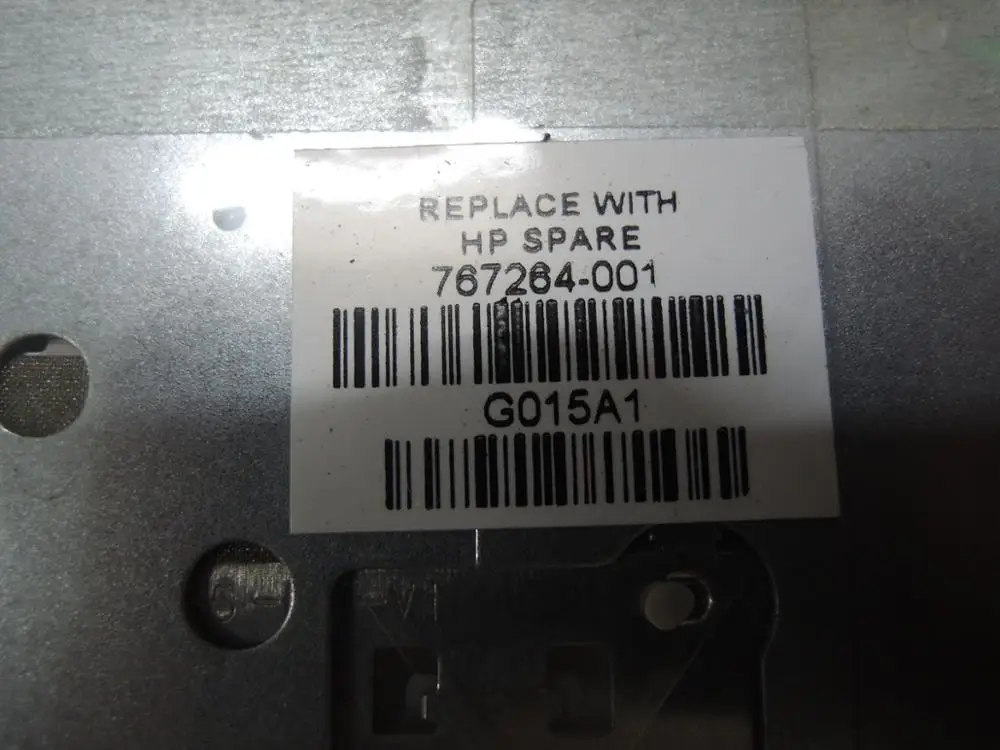 REPLACE WITH
HP SPARE
767264-001
G015A1